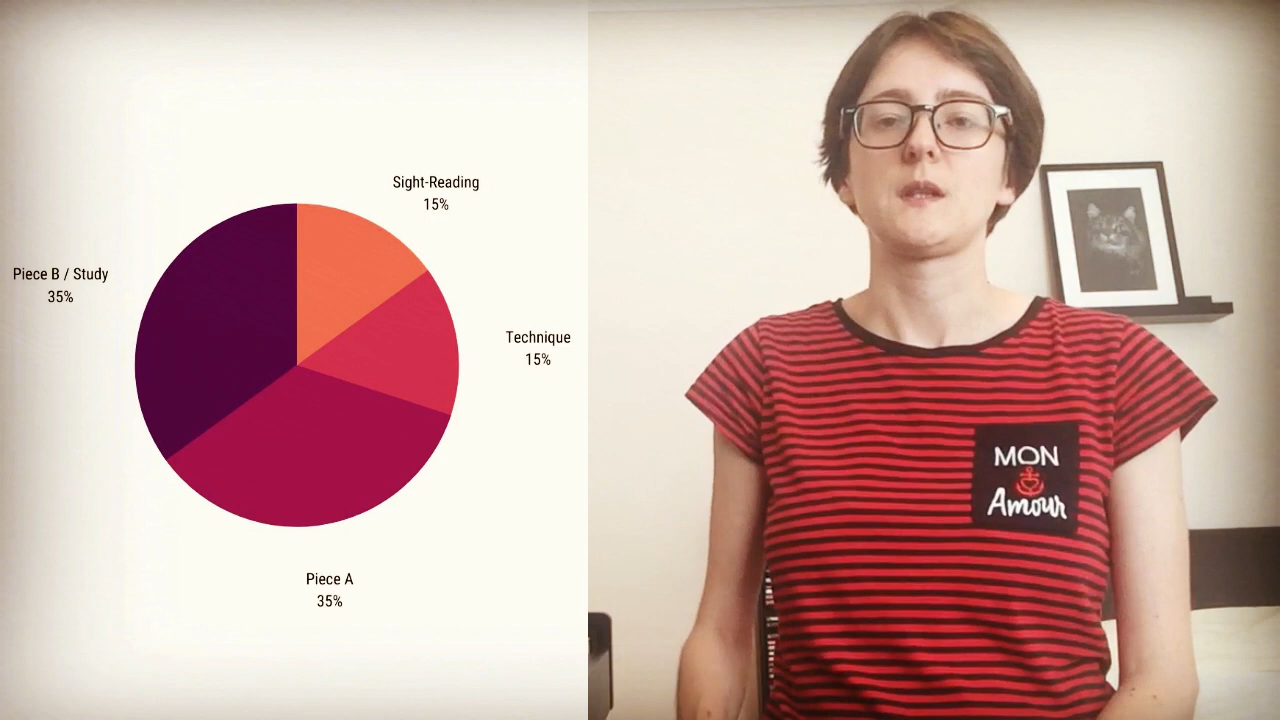 Sight-Reading
15%
Piece B / Study
35%
Technique
15%
Piece A
35%
MON
Amour